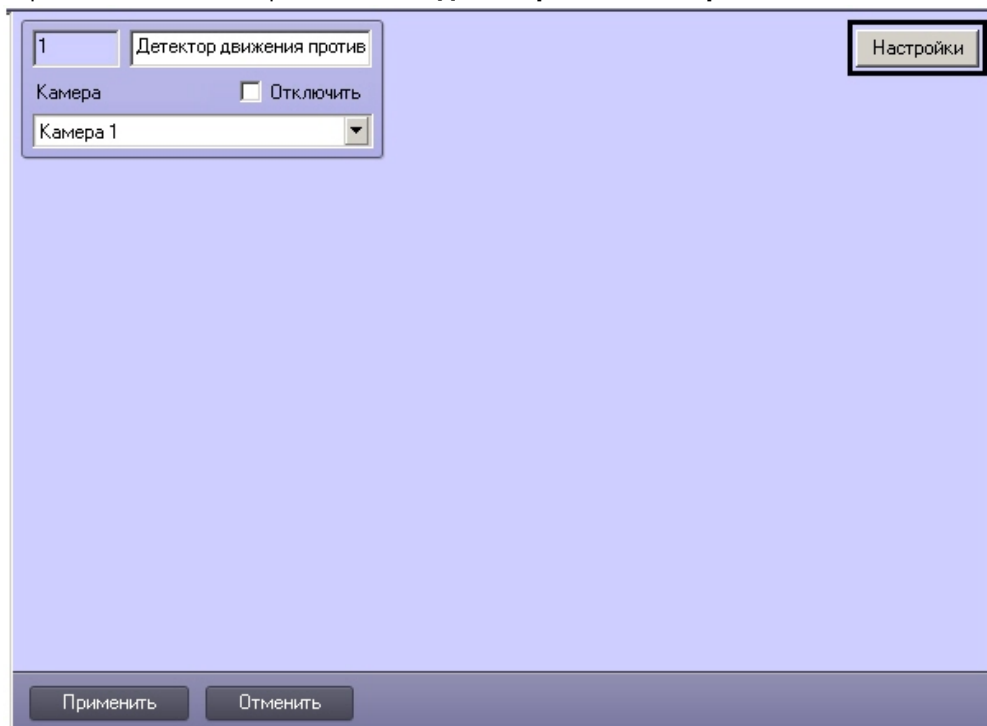 1
Детектор движения против
Настройки
Камера
Отключить
Камера 1
Применить
Отменить